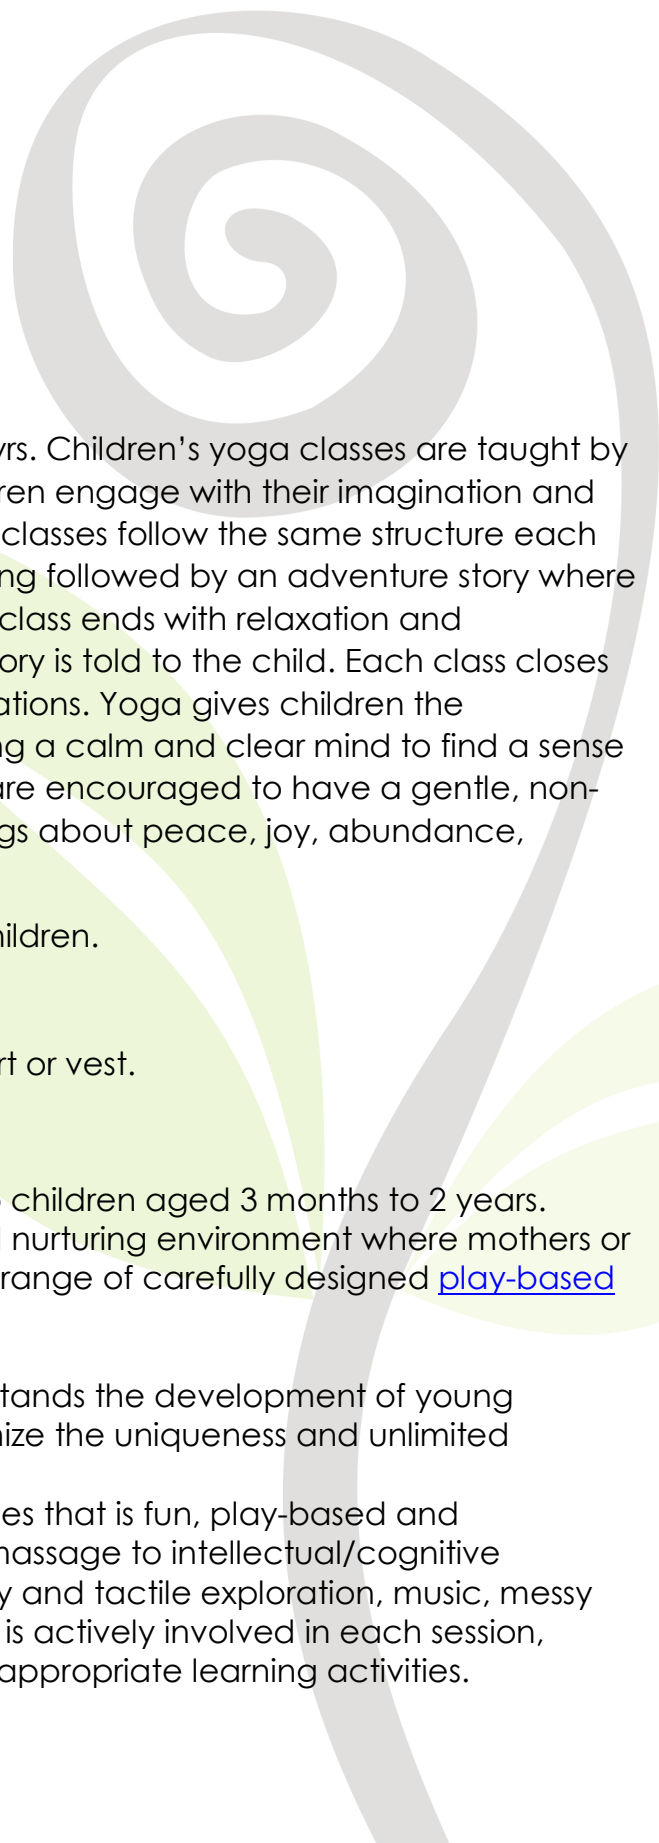 yrs. Children’s yoga classes are taught by
ren engage with their imagination and
classes follow the same structure each
ng followed by an adventure story where
class ends with relaxation and
ory is told to the child. Each class closes
ations. Yoga gives children the
ng a calm and clear mind to find a sense
are encouraged to have a gentle, non-
gs about peace, joy, abundance,
hildren.
rt or vest.
children aged 3 months to 2 years.
nurturing environment where mothers or
range of carefully designed play-based
tands the development of young
nize the uniqueness and unlimited
es that is fun, play-based and
massage to intellectual/cognitive
y and tactile exploration, music, messy
is actively involved in each session,
appropriate learning activities.